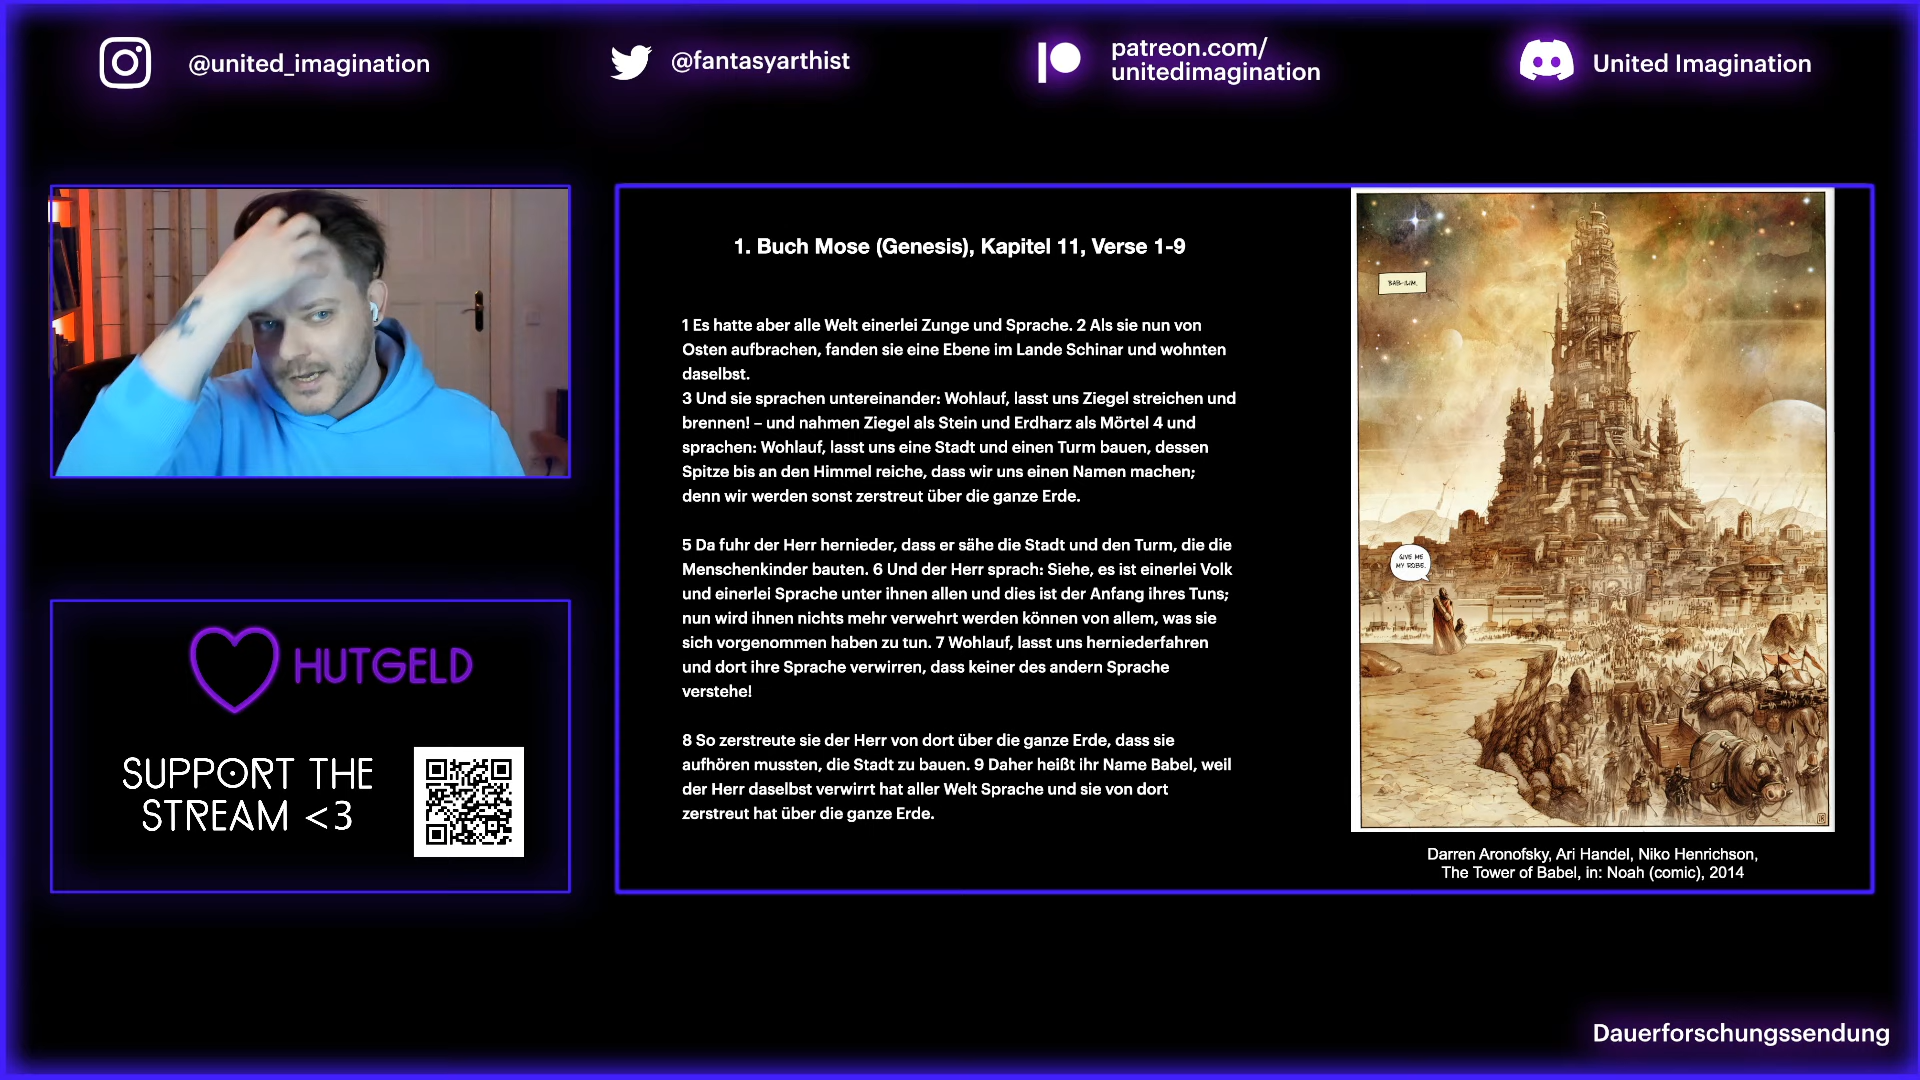 @united_imagination
@fantasyarthist
patreon.com/
unitedimagination
United Imagination
1. Buch Mose (Genesis), Kapitel 11, Verse 1-9
1 Es hatte aber alle Welt einerlei Zunge und Sprache. 2 Als sie nun von
Osten aufbrachen, fanden sie eine Ebene im Lande Schinar und wohnten
daselbst.
3 Und sie sprachen untereinander: Wohlauf, lasst uns Ziegel streichen und
brennen! – und nahmen Ziegel als Stein und Erdharz als Mörtel 4 und
sprachen: Wohlauf, lasst uns eine Stadt und einen Turm bauen, dessen
Spitze bis an den Himmel reiche, dass wir uns einen Namen machen;
denn wir werden sonst zerstreut über die ganze Erde.
5 Da fuhr der Herr hernieder, dass er sähe die Stadt und den Turm, die die
Menschenkinder bauten. 6 Und der Herr sprach: Siehe, es ist einerlei Volk
und einerlei Sprache unter ihnen allen und dies ist der Anfang ihres Tuns;
nun wird ihnen nichts mehr verwehrt werden können von allem, was sie
sich vorgenommen haben zu tun. 7 Wohlauf, lasst uns herniederfahren
und dort ihre Sprache verwirren, dass keiner des andern Sprache
verstehe!
8 So zerstreute sie der Herr von dort über die ganze Erde, dass sie
aufhören mussten, die Stadt zu bauen. 9 Daher heißt ihr Name Babel, weil
der Herr daselbst verwirrt hat aller Welt Sprache und sie von dort
zerstreut hat über die ganze Erde.
BAB-ILIM.
GIVE ME
MY ROBE.
Darren Aronofsky, Ari Handel, Niko Henrichson,
The Tower of Babel, in: Noah (comic), 2014
HUTGELD
SUPPORT THE
STREAM <3
Dauerforschungssendung